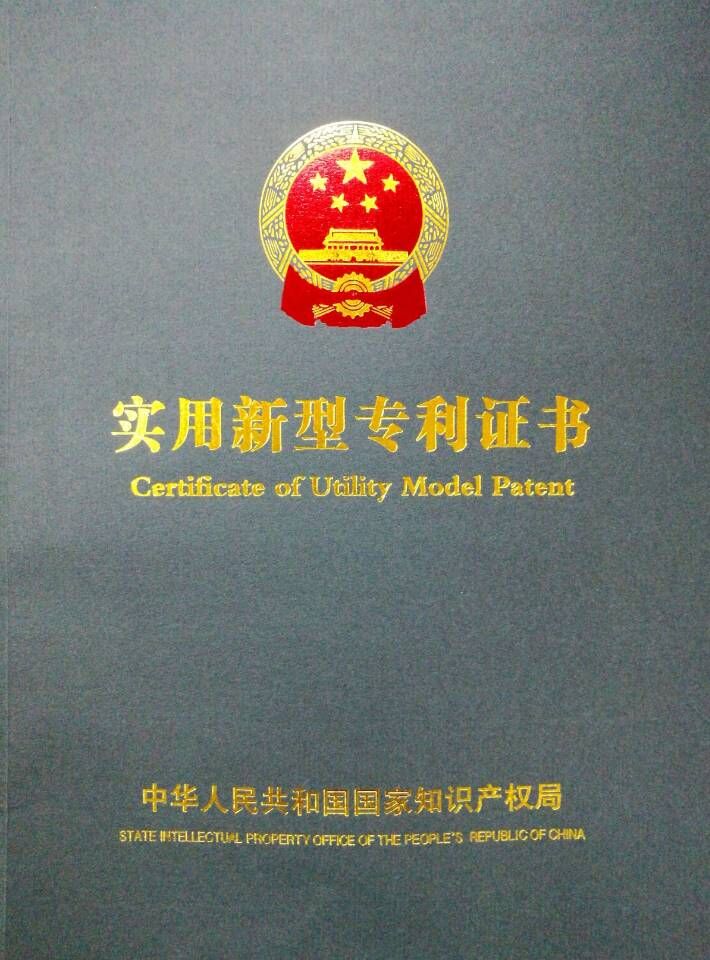 实用新型专利证书
Certificate of Utility Model Patent
中华人民共和国国家知识产权局
STATE INTELLECTUAL PROPERTY OFFICE OF THE PEOPLE'S REPUBLIC OF CHINA